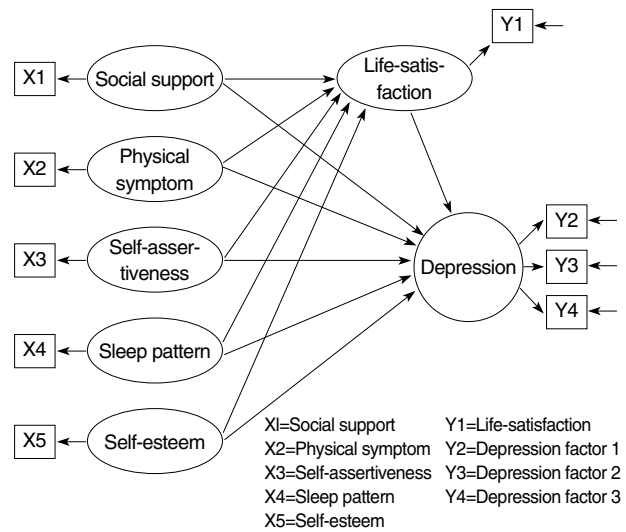 Y1
X1
Social support
Life-satis-
faction
X2
Physical
symptom
Y2
X3
Self-asser-
tiveness
Depression
Y3
Y4
X4
Sleep pattern
X5
Self-esteem
XI=Social support
X2=Physical symptom
X3=Self-assertiveness
X4=Sleep pattern
X5=Self-esteem
Y1=Life-satisfaction
Y2=Depression factor 1
Y3=Depression factor 2
Y4=Depression factor 3